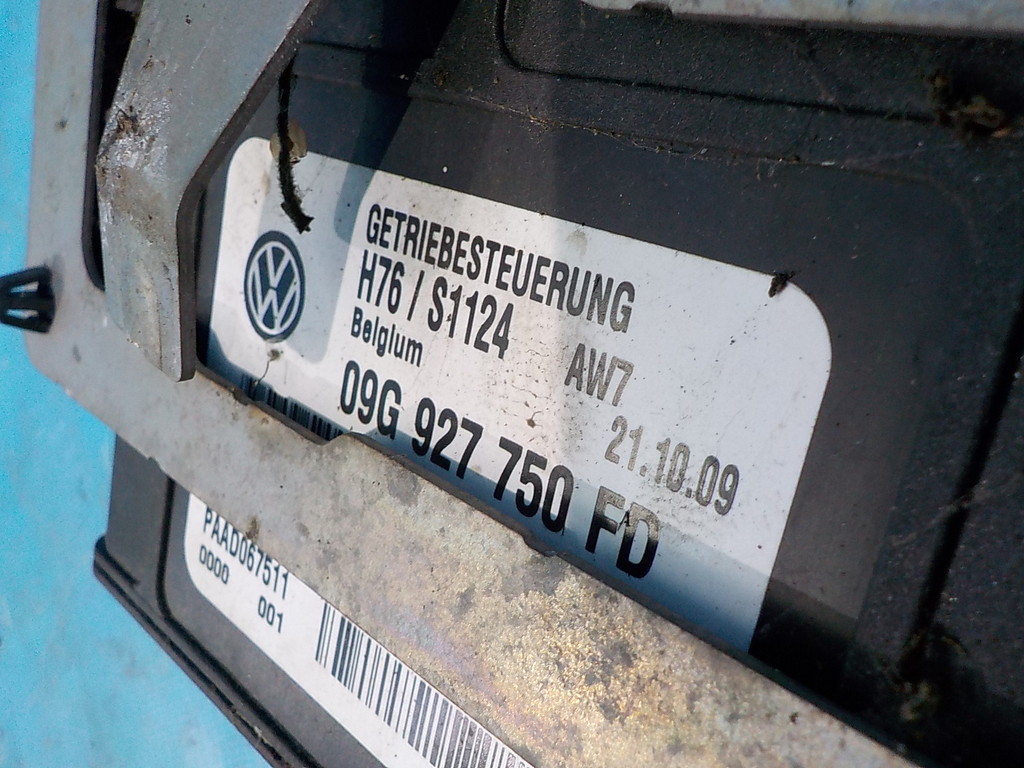 GETRIEBESTEUERUNG
H76 / S1124 AW7
Belgium 21.10.09
09G 927 750 FD
PAAD067511
0000 001